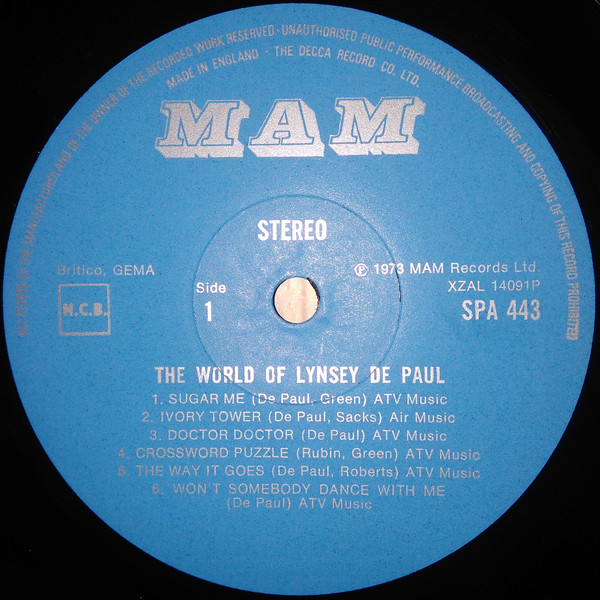 ALL RIGHTS OF THE MANUFACTURER AND OF THE OWNER OF THE RECORDED WORK RESERVED · UNAUTHORISED PUBLIC PERFORMANCE BROADCASTING AND COPYING OF THIS RECORD PROHIBITED
MADE IN ENGLAND · THE DECCA RECORD CO. LTD.
MAM
STEREO
Britico, GEMA
℗ 1973 MAM Records Ltd.
Side
XZAL 14091P
N.C.B.
1
SPA 443
THE WORLD OF LYNSEY DE PAUL
1. SUGAR ME (De Paul, Green) ATV Music
2. IVORY TOWER (De Paul, Sacks) Air Music
3. DOCTOR DOCTOR (De Paul) ATV Music
4. CROSSWORD PUZZLE (Rubin, Green) ATV Music
5. THE WAY IT GOES (De Paul, Roberts) ATV Music
6. WON'T SOMEBODY DANCE WITH ME
(De Paul) ATV Music